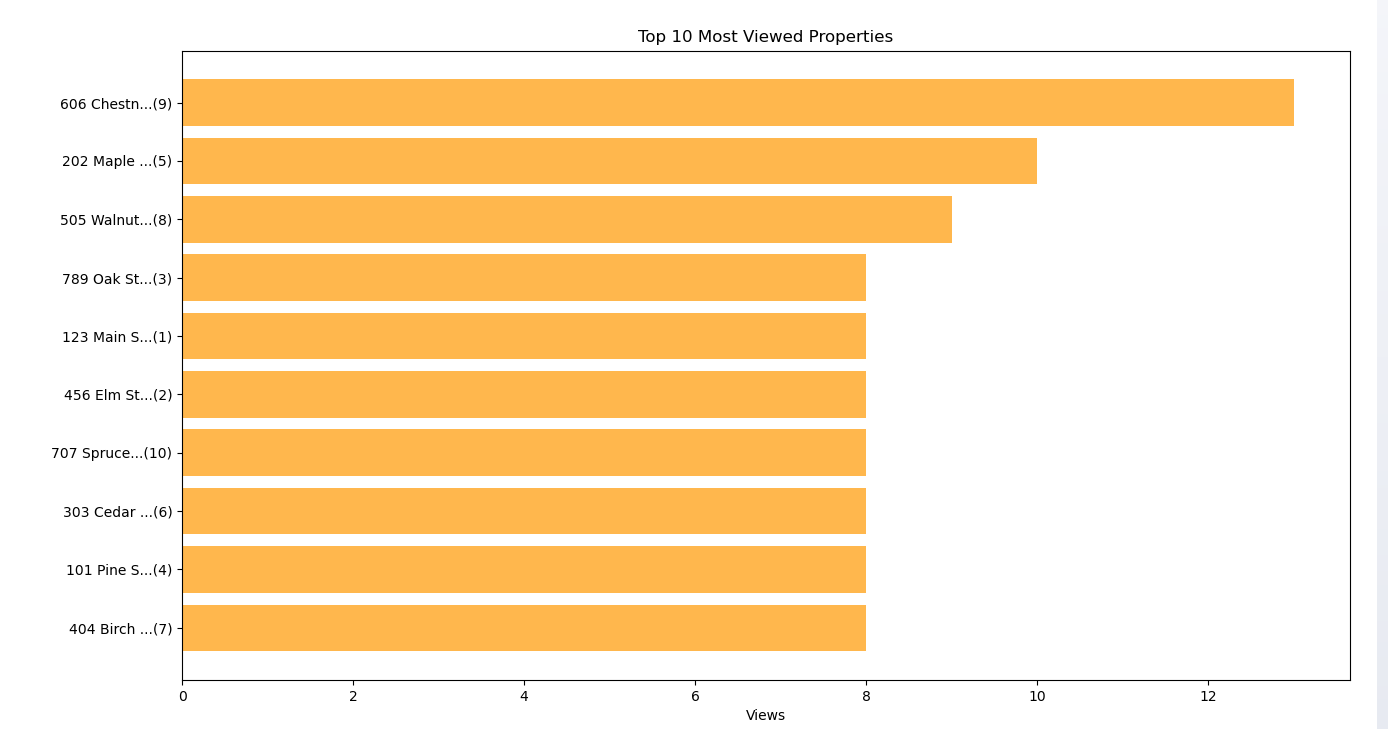 Top 10 Most Viewed Properties
606 Chestn...(9)
202 Maple ...(5)
505 Walnut...(8)
789 Oak St...(3)
123 Main S...(1)
456 Elm St...(2)
707 Spruce...(10)
303 Cedar ...(6)
101 Pine S...(4)
404 Birch ...(7)
0 2 4 6 8 10 12
Views